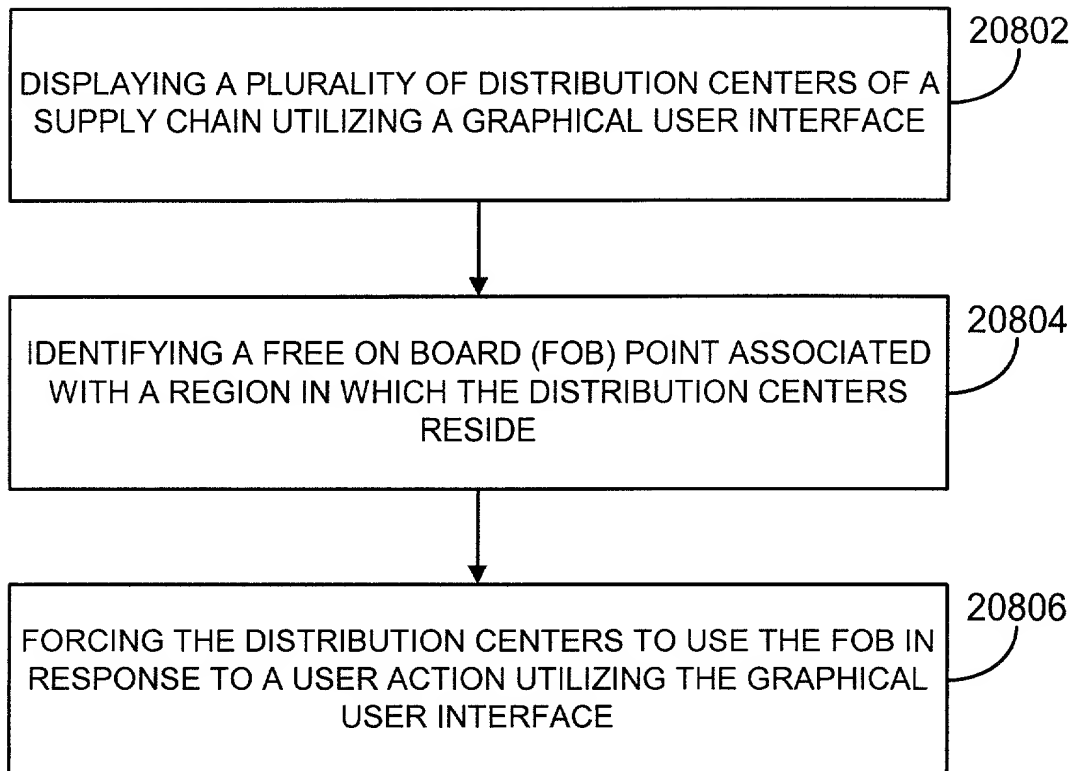 20802
DISPLAYING A PLURALITY OF DISTRIBUTION CENTERS OF A
SUPPLY CHAIN UTILIZING A GRAPHICAL USER INTERFACE
20804
IDENTIFYING A FREE ON BOARD (FOB) POINT ASSOCIATED
WITH A REGION IN WHICH THE DISTRIBUTION CENTERS
RESIDE
20806
FORCING THE DISTRIBUTION CENTERS TO USE THE FOB IN
RESPONSE TO A USER ACTION UTILIZING THE GRAPHICAL
USER INTERFACE